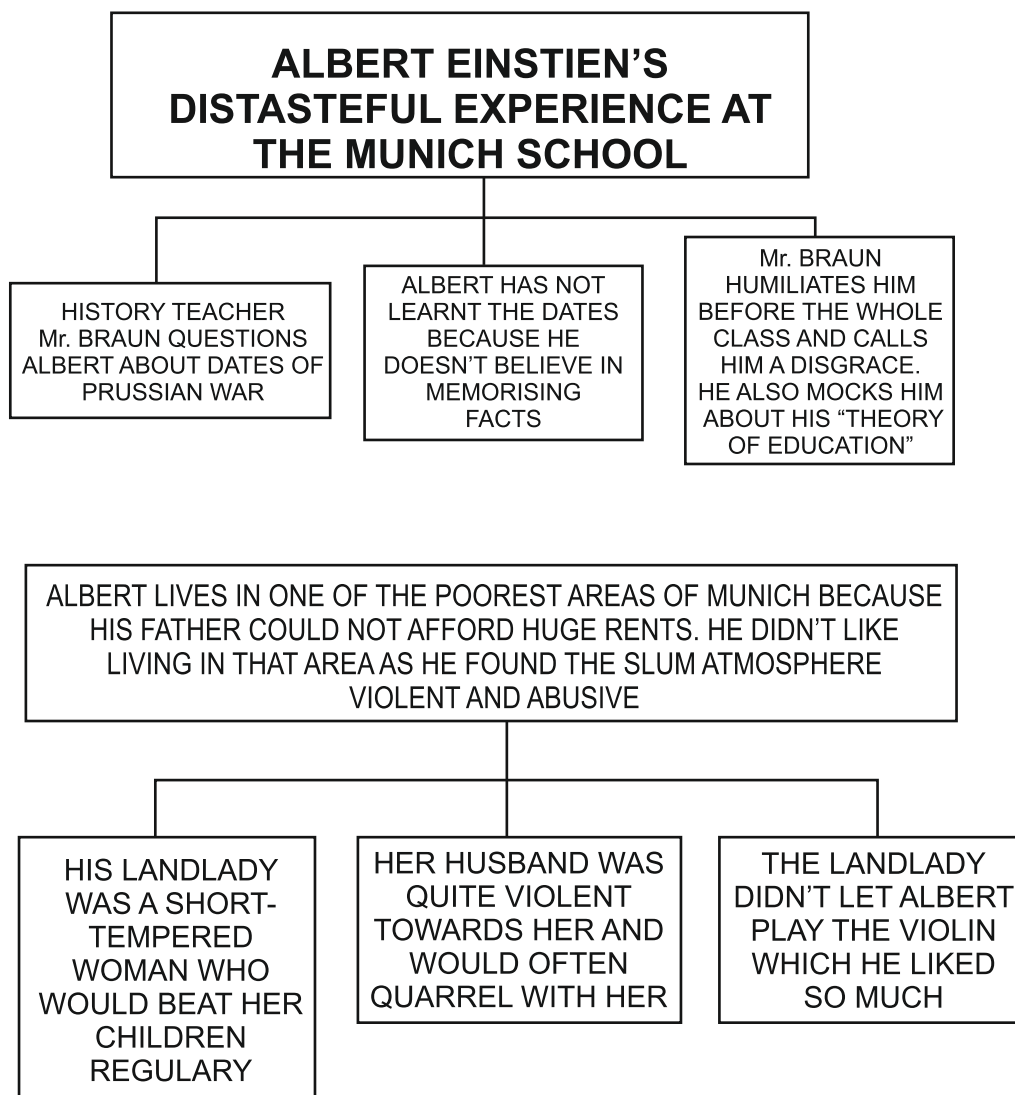 ALBERT EINSTIEN’S
DISTASTEFUL EXPERIENCE AT
THE MUNICH SCHOOL
HISTORY TEACHER
Mr. BRAUN QUESTIONS
ALBERT ABOUT DATES OF
PRUSSIAN WAR
ALBERT HAS NOT
LEARNT THE DATES
BECAUSE HE
DOESN’T BELIEVE IN
MEMORISING
FACTS
Mr. BRAUN
HUMILIATES HIM
BEFORE THE WHOLE
CLASS AND CALLS
HIM A DISGRACE.
HE ALSO MOCKS HIM
ABOUT HIS “THEORY
OF EDUCATION”
ALBERT LIVES IN ONE OF THE POOREST AREAS OF MUNICH BECAUSE
HIS FATHER COULD NOT AFFORD HUGE RENTS. HE DIDN’T LIKE
LIVING IN THAT AREA AS HE FOUND THE SLUM ATMOSPHERE
VIOLENT AND ABUSIVE
HIS LANDLADY
WAS A SHORT-
TEMPERED
WOMAN WHO
WOULD BEAT HER
CHILDREN
REGULARY
HER HUSBAND WAS
QUITE VIOLENT
TOWARDS HER AND
WOULD OFTEN
QUARREL WITH HER
THE LANDLADY
DIDN’T LET ALBERT
PLAY THE VIOLIN
WHICH HE LIKED
SO MUCH